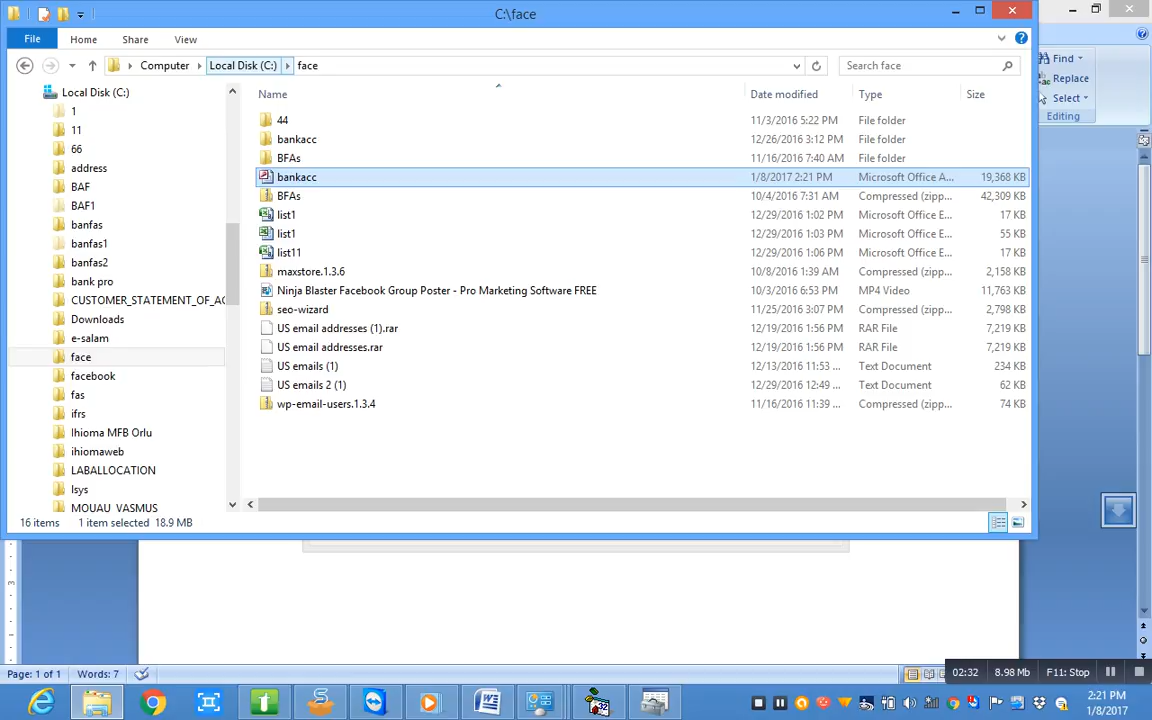 C:\face
File Home Share View
Computer Local Disk (C:) face Search face
Find
Replace
Select
Editing
Local Disk (C:)
1
11
66
address
BAF
BAF1
banfas
banfas1
banfas2
bank pro
CUSTOMER_STATEMENT_OF_AC
Downloads
e-salam
face
facebook
fas
ifrs
Ihioma MFB Orlu
ihiomaweb
LABALLOCATION
lsys
MOUAU_VASMUS
Name Date modified Type Size
44 11/3/2016 5:22 PM File folder
bankacc 12/26/2016 3:12 PM File folder
BFAs 11/16/2016 7:40 AM File folder
bankacc 1/8/2017 2:21 PM Microsoft Office A... 19,368 KB
BFAs 10/4/2016 7:31 AM Compressed (zipp... 42,309 KB
list1 12/29/2016 1:02 PM Microsoft Office E... 17 KB
list1 12/29/2016 1:03 PM Microsoft Office E... 55 KB
list11 12/29/2016 1:06 PM Microsoft Office E... 17 KB
maxstore.1.3.6 10/8/2016 1:39 AM Compressed (zipp... 2,158 KB
Ninja Blaster Facebook Group Poster - Pro Marketing Software FREE 10/3/2016 6:53 PM MP4 Video 11,763 KB
seo-wizard 11/25/2016 3:07 PM Compressed (zipp... 2,798 KB
US email addresses (1).rar 12/19/2016 1:56 PM RAR File 7,219 KB
US email addresses.rar 12/19/2016 1:56 PM RAR File 7,219 KB
US emails (1) 12/13/2016 11:53 ... Text Document 234 KB
US emails 2 (1) 12/29/2016 12:49 ... Text Document 62 KB
wp-email-users.1.3.4 11/16/2016 11:39 ... Compressed (zipp... 74 KB
16 items 1 item selected 18.9 MB
3
Page: 1 of 1 Words: 7
02:32 8.98 Mb F11: Stop
2:21 PM
1/8/2017